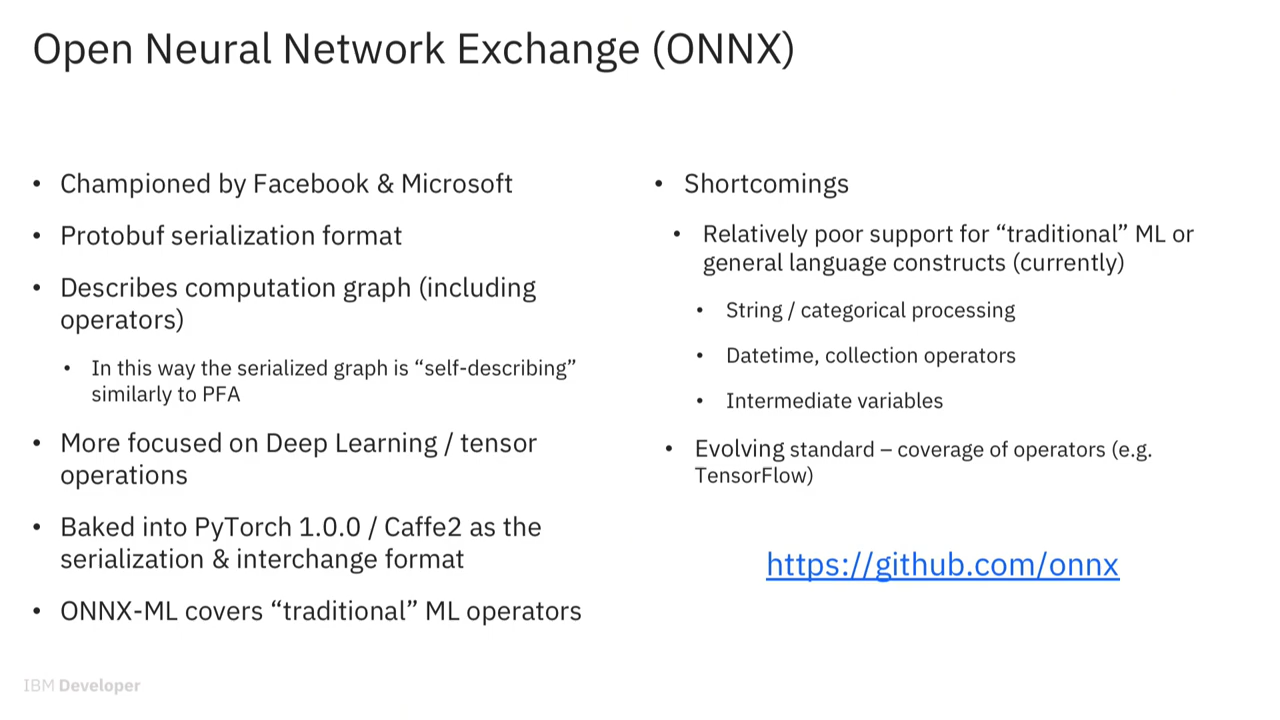 Open Neural Network Exchange (ONNX)
• Championed by Facebook & Microsoft
• Protobuf serialization format
• Describes computation graph (including
operators)
• In this way the serialized graph is “self-describing”
similarly to PFA
• More focused on Deep Learning / tensor
operations
• Baked into PyTorch 1.0.0 / Caffe2 as the
serialization & interchange format
• ONNX-ML covers “traditional” ML operators
• Shortcomings
• Relatively poor support for “traditional” ML or
general language constructs (currently)
• String / categorical processing
• Datetime, collection operators
• Intermediate variables
• Evolving standard – coverage of operators (e.g.
TensorFlow)
https://github.com/onnx
IBM Developer